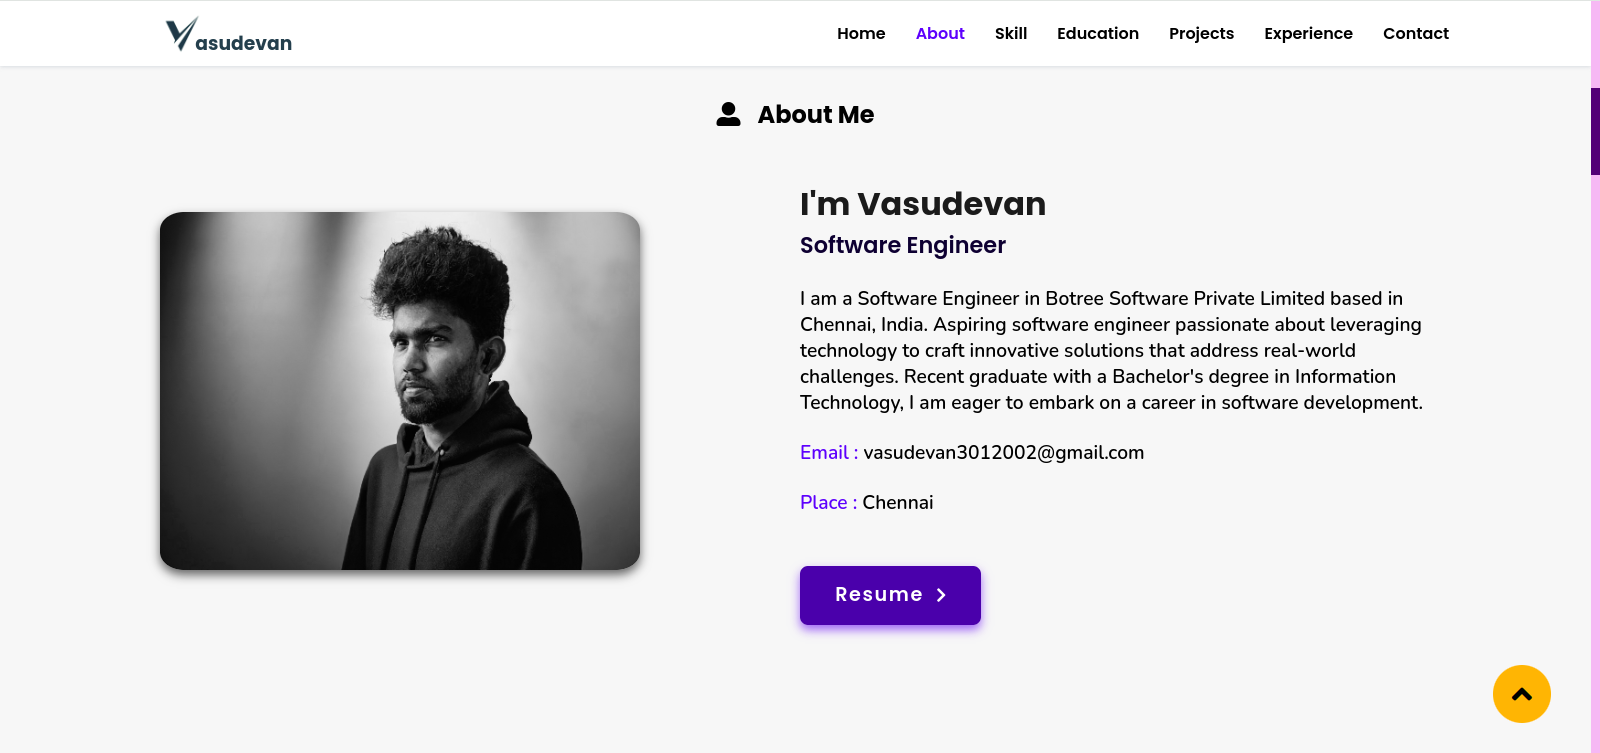 Vasudevan
Home About Skill Education Projects Experience Contact
About Me
I'm Vasudevan
Software Engineer
I am a Software Engineer in Botree Software Private Limited based in
Chennai, India. Aspiring software engineer passionate about leveraging
technology to craft innovative solutions that address real-world
challenges. Recent graduate with a Bachelor's degree in Information
Technology, I am eager to embark on a career in software development.
Email : vasudevan3012002@gmail.com
Place : Chennai
Resume